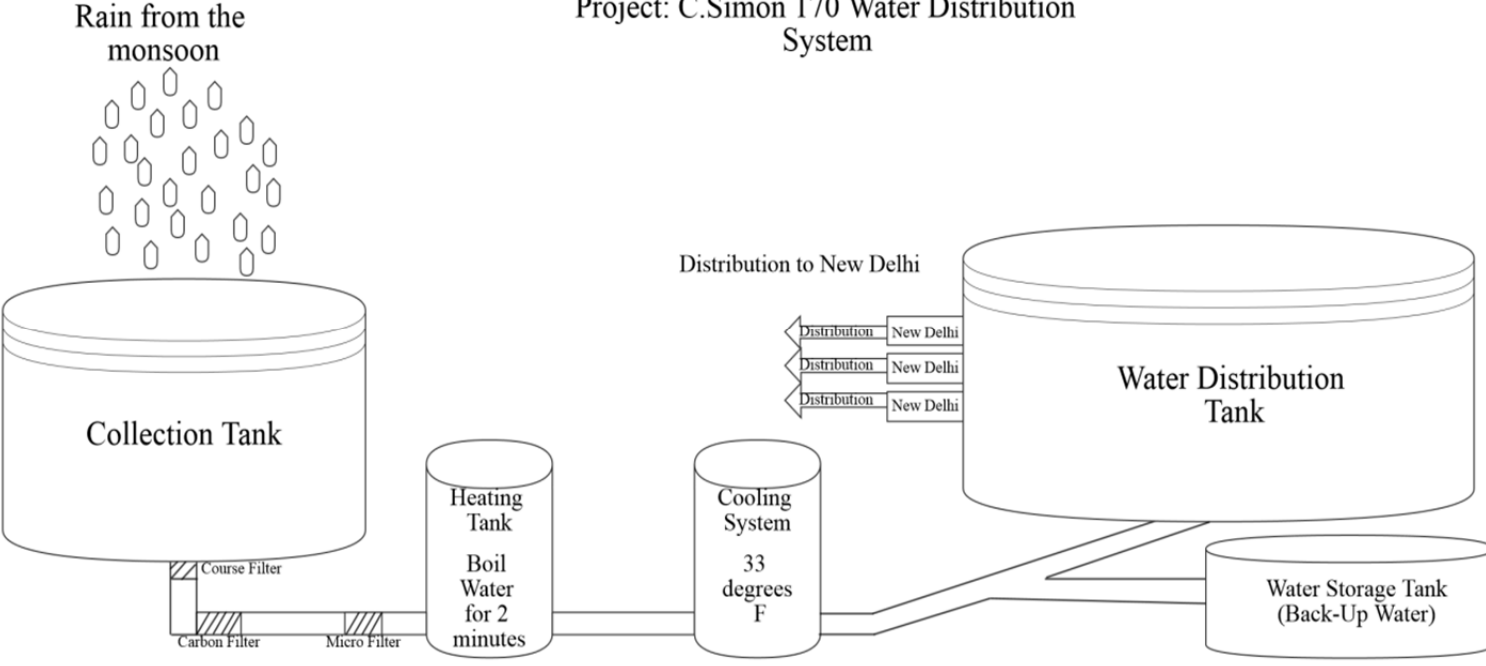 Project: C.Simon 170 Water Distribution
System
Rain from the
monsoon
Distribution to New Delhi
Distribution New Delhi
Distribution New Delhi
Distribution New Delhi
Water Distribution
Tank
Collection Tank
Course Filter
Carbon Filter
Micro Filter
Heating
Tank
Boil
Water
for 2
minutes
Cooling
System
33
degrees
F
Water Storage Tank
(Back-Up Water)